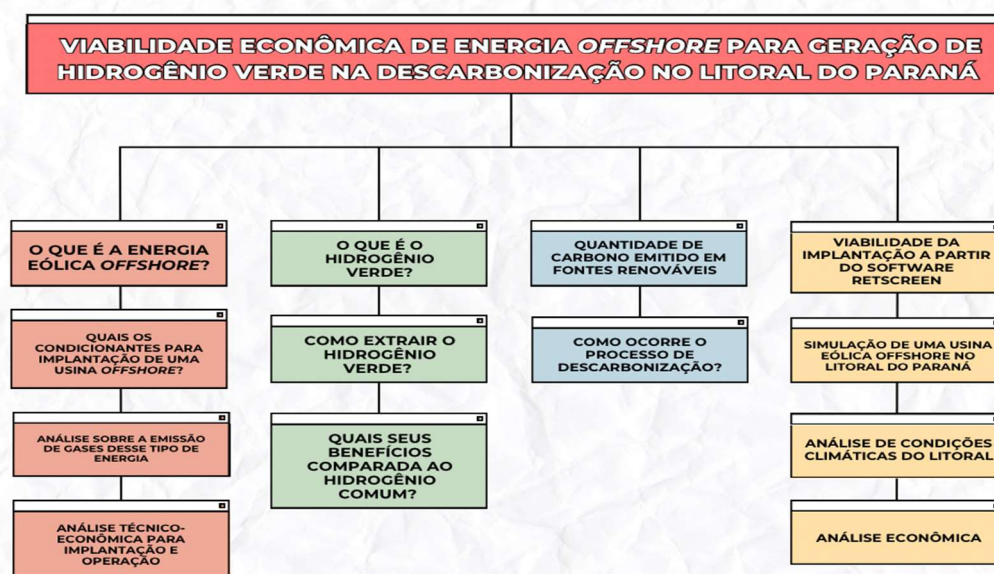 VIABILIDADE ECONÔMICA DE ENERGIA OFFSHORE PARA GERAÇÃO DE
HIDROGÊNIO VERDE NA DESCARBONIZAÇÃO NO LITORAL DO PARANÁ
O QUE É A ENERGIA
EÓLICA OFFSHORE?
QUAIS OS
CONDICIONANTES PARA
IMPLANTAÇÃO DE UMA
USINA OFFSHORE?
ANÁLISE SOBRE A EMISSÃO
DE GASES DESSE TIPO DE
ENERGIA
ANÁLISE TÉCNICO-
ECONÔMICA PARA
IMPLANTAÇÃO E
OPERAÇÃO
O QUE É O
HIDROGÊNIO
VERDE?
COMO EXTRAIR O
HIDROGÊNIO
VERDE?
QUAIS SEUS
BENEFÍCIOS
COMPARADA AO
HIDROGÊNIO
COMUM?
QUANTIDADE DE
CARBONO EMITIDO EM
FONTES RENOVÁVEIS
COMO OCORRE O
PROCESSO DE
DESCARBONIZAÇÃO?
VIABILIDADE DA
IMPLANTAÇÃO A PARTIR
DO SOFTWARE
RETSCREEN
SIMULAÇÃO DE UMA USINA
EÓLICA OFFSHORE NO
LITORAL DO PARANÁ
ANÁLISE DE CONDIÇÕES
CLIMÁTICAS DO LITORAL
ANÁLISE ECONÔMICA